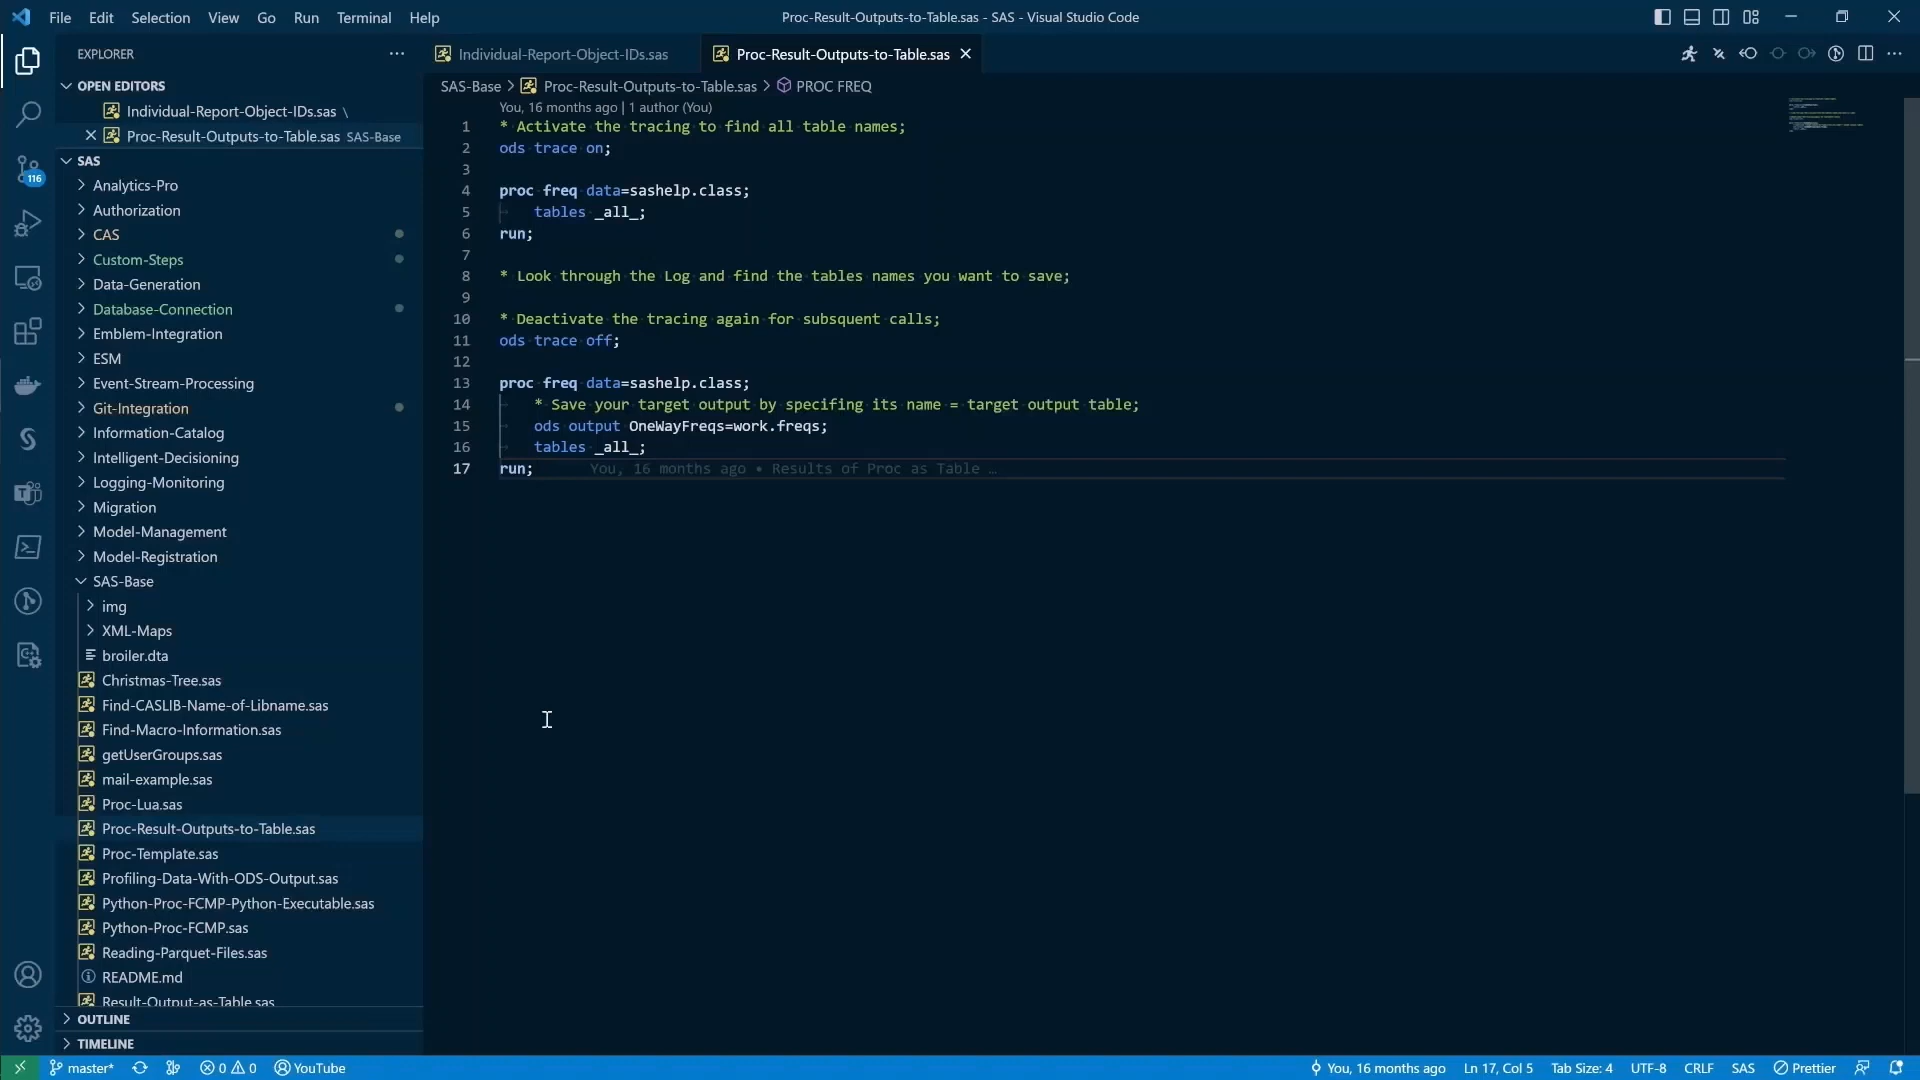 File Edit Selection View Go Run Terminal Help
Proc-Result-Outputs-to-Table.sas - SAS - Visual Studio Code
EXPLORER
OPEN EDITORS
Individual-Report-Object-IDs.sas \
Proc-Result-Outputs-to-Table.sas SAS-Base
SAS
Analytics-Pro
Authorization
CAS
Custom-Steps
Data-Generation
Database-Connection
Emblem-Integration
ESM
Event-Stream-Processing
Git-Integration
Information-Catalog
Intelligent-Decisioning
Logging-Monitoring
Migration
Model-Management
Model-Registration
SAS-Base
img
XML-Maps
broiler.dta
Christmas-Tree.sas
Find-CASLIB-Name-of-Libname.sas
Find-Macro-Information.sas
getUserGroups.sas
mail-example.sas
Proc-Lua.sas
Proc-Result-Outputs-to-Table.sas
Proc-Template.sas
Profiling-Data-With-ODS-Output.sas
Python-Proc-FCMP-Python-Executable.sas
Python-Proc-FCMP.sas
Reading-Parquet-Files.sas
README.md
Result-Output-as-Table.sas
OUTLINE
TIMELINE
116
Individual-Report-Object-IDs.sas
Proc-Result-Outputs-to-Table.sas
SAS-Base > Proc-Result-Outputs-to-Table.sas > PROC FREQ
You, 16 months ago | 1 author (You)
1 * Activate the tracing to find all table names;
2 ods trace on;
3
4 proc freq data=sashelp.class;
5 tables _all_;
6 run;
7
8 * Look through the Log and find the tables names you want to save;
9
10 * Deactivate the tracing again for subsquent calls;
11 ods trace off;
12
13 proc freq data=sashelp.class;
14 * Save your target output by specifing its name = target output table;
15 ods output OneWayFreqs=work.freqs;
16 tables _all_;
17 run; You, 16 months ago • Results of Proc as Table …
master* 0 0 YouTube
You, 16 months ago Ln 17, Col 5 Tab Size: 4 UTF-8 CRLF SAS Prettier